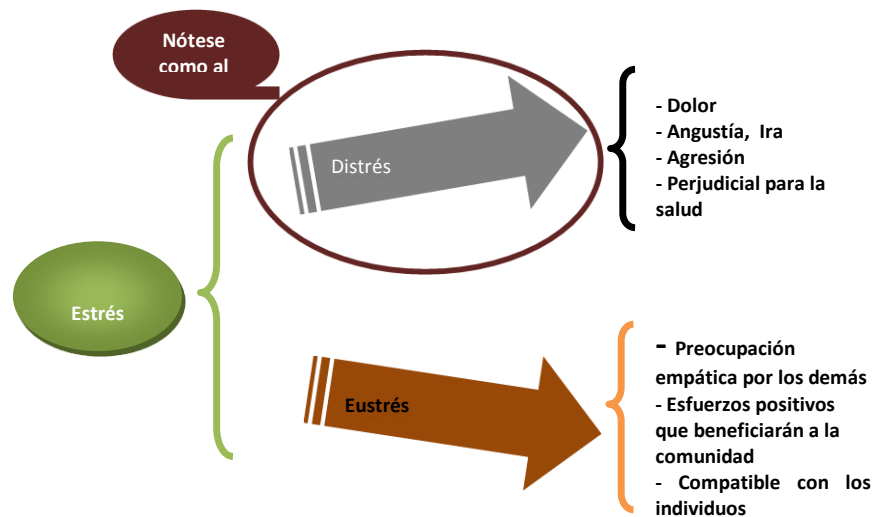 Nótese
como al
Distrés
- Dolor
- Angustía, Ira
- Agresión
- Perjudicial para la
salud
Estrés
Eustrés
- Preocupación
empática por los demás
- Esfuerzos positivos
que beneficiarán a la
comunidad
- Compatible con los
individuos